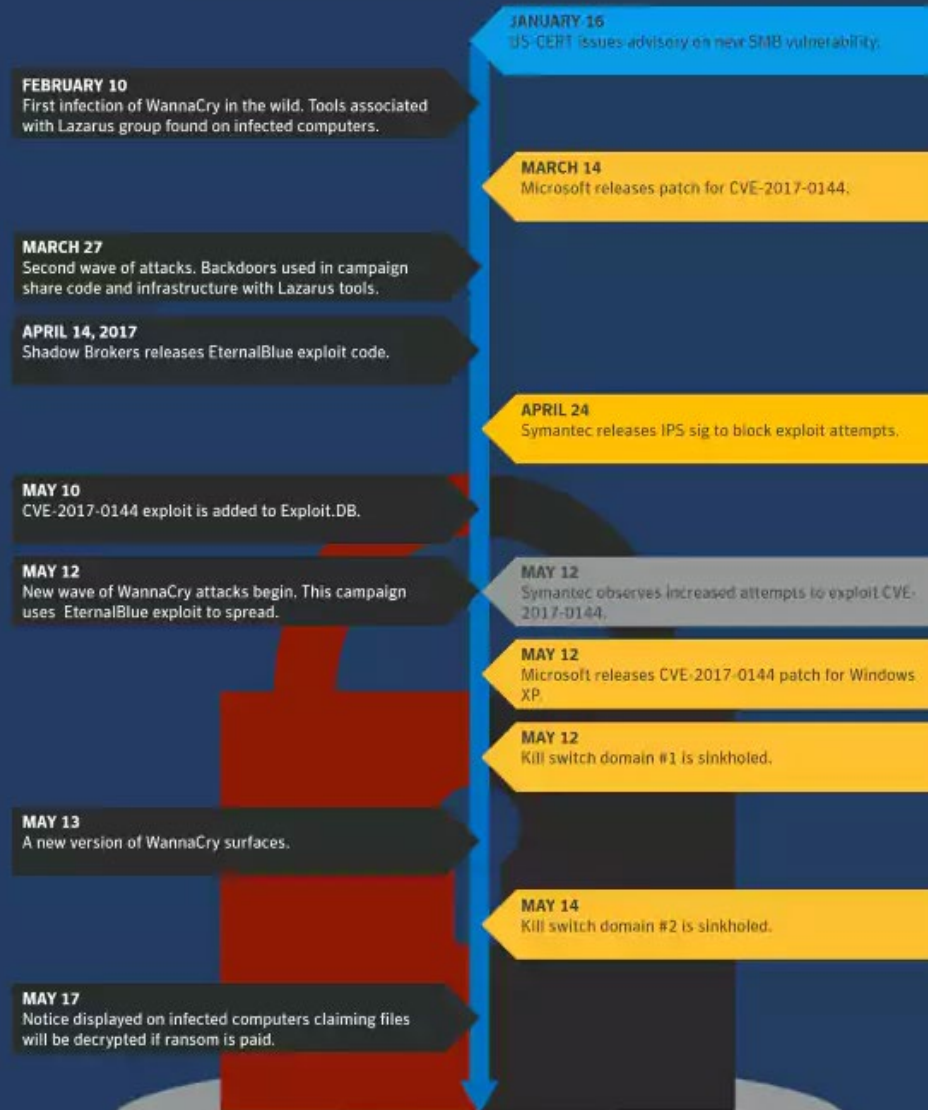 JANUARY 16
US-CERT issues advisory on new SMB vulnerability.
FEBRUARY 10
First infection of WannaCry in the wild. Tools associated
with Lazarus group found on infected computers.
MARCH 14
Microsoft releases patch for CVE-2017-0144.
MARCH 27
Second wave of attacks. Backdoors used in campaign
share code and infrastructure with Lazarus tools.
APRIL 14, 2017
Shadow Brokers releases EternalBlue exploit code.
APRIL 24
Symantec releases IPS sig to block exploit attempts.
MAY 10
CVE-2017-0144 exploit is added to Exploit.DB.
MAY 12
New wave of WannaCry attacks begin. This campaign
uses EternalBlue exploit to spread.
MAY 12
Symantec observes increased attempts to exploit CVE-
2017-0144.
MAY 12
Microsoft releases CVE-2017-0144 patch for Windows
XP.
MAY 12
Kill switch domain #1 is sinkholed.
MAY 13
A new version of WannaCry surfaces.
MAY 14
Kill switch domain #2 is sinkholed.
MAY 17
Notice displayed on infected computers claiming files
will be decrypted if ransom is paid.